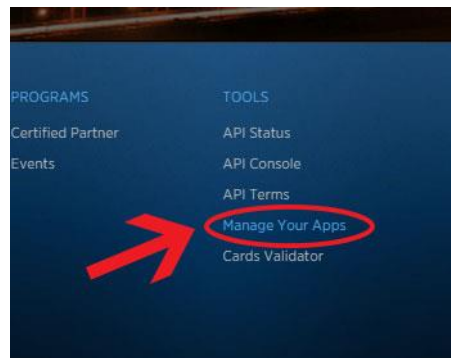 PROGRAMS
Certified Partner
Events
TOOLS
API Status
API Console
API Terms
Manage Your Apps
Cards Validator